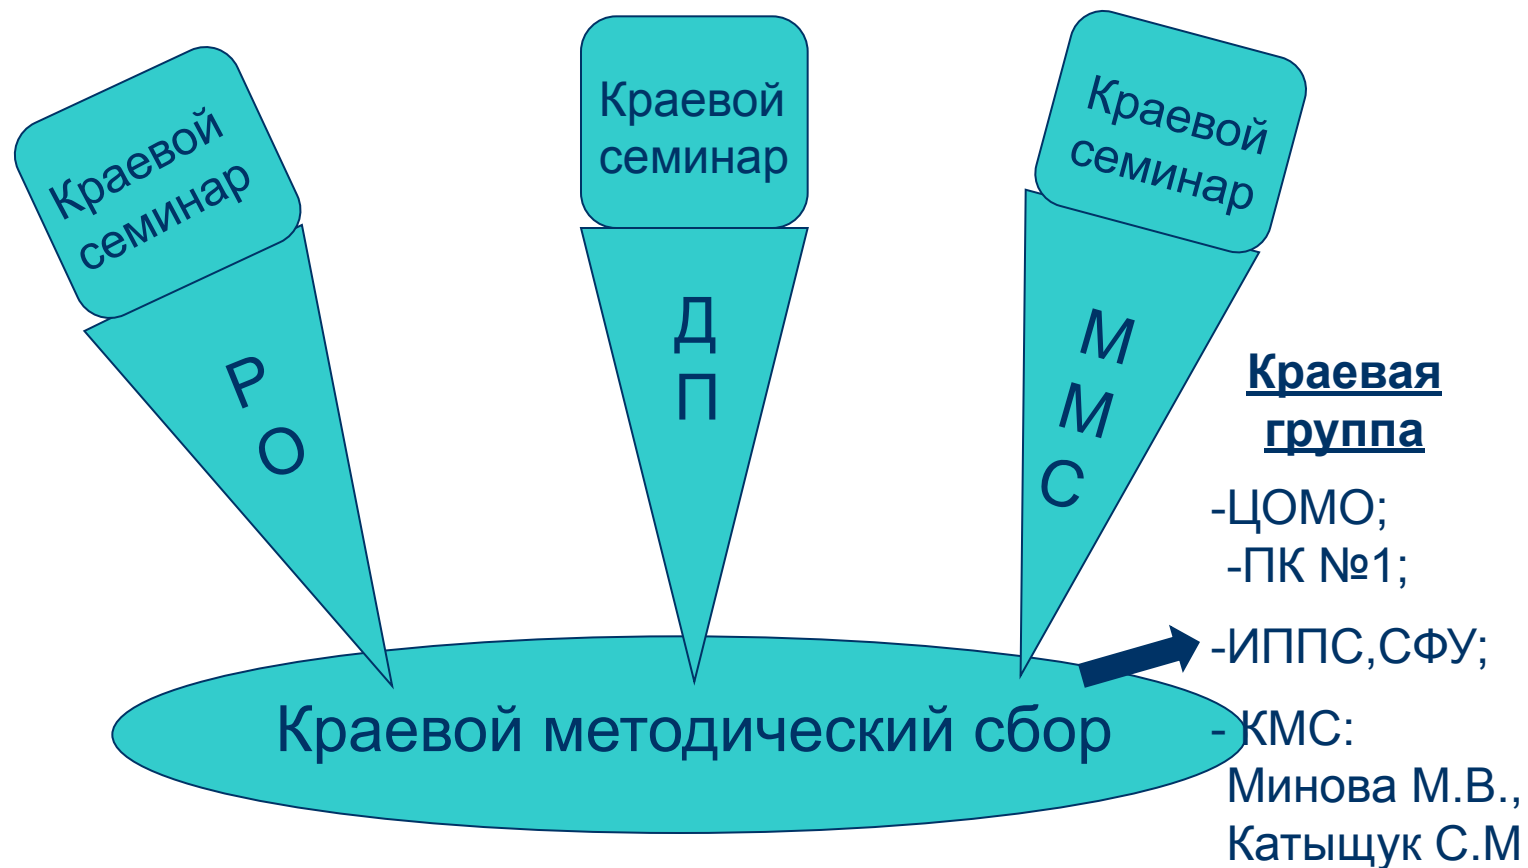 Краевой
семинар
Краевой
семинар
Краевой
семинар
Р
О
Д
П
М
М
С
Краевой методический сбор
Краевая
группа
-ЦОМО;
-ПК №1;
-ИППС,СФУ;
- КМС:
Минова М.В.,
Катыщук С.М